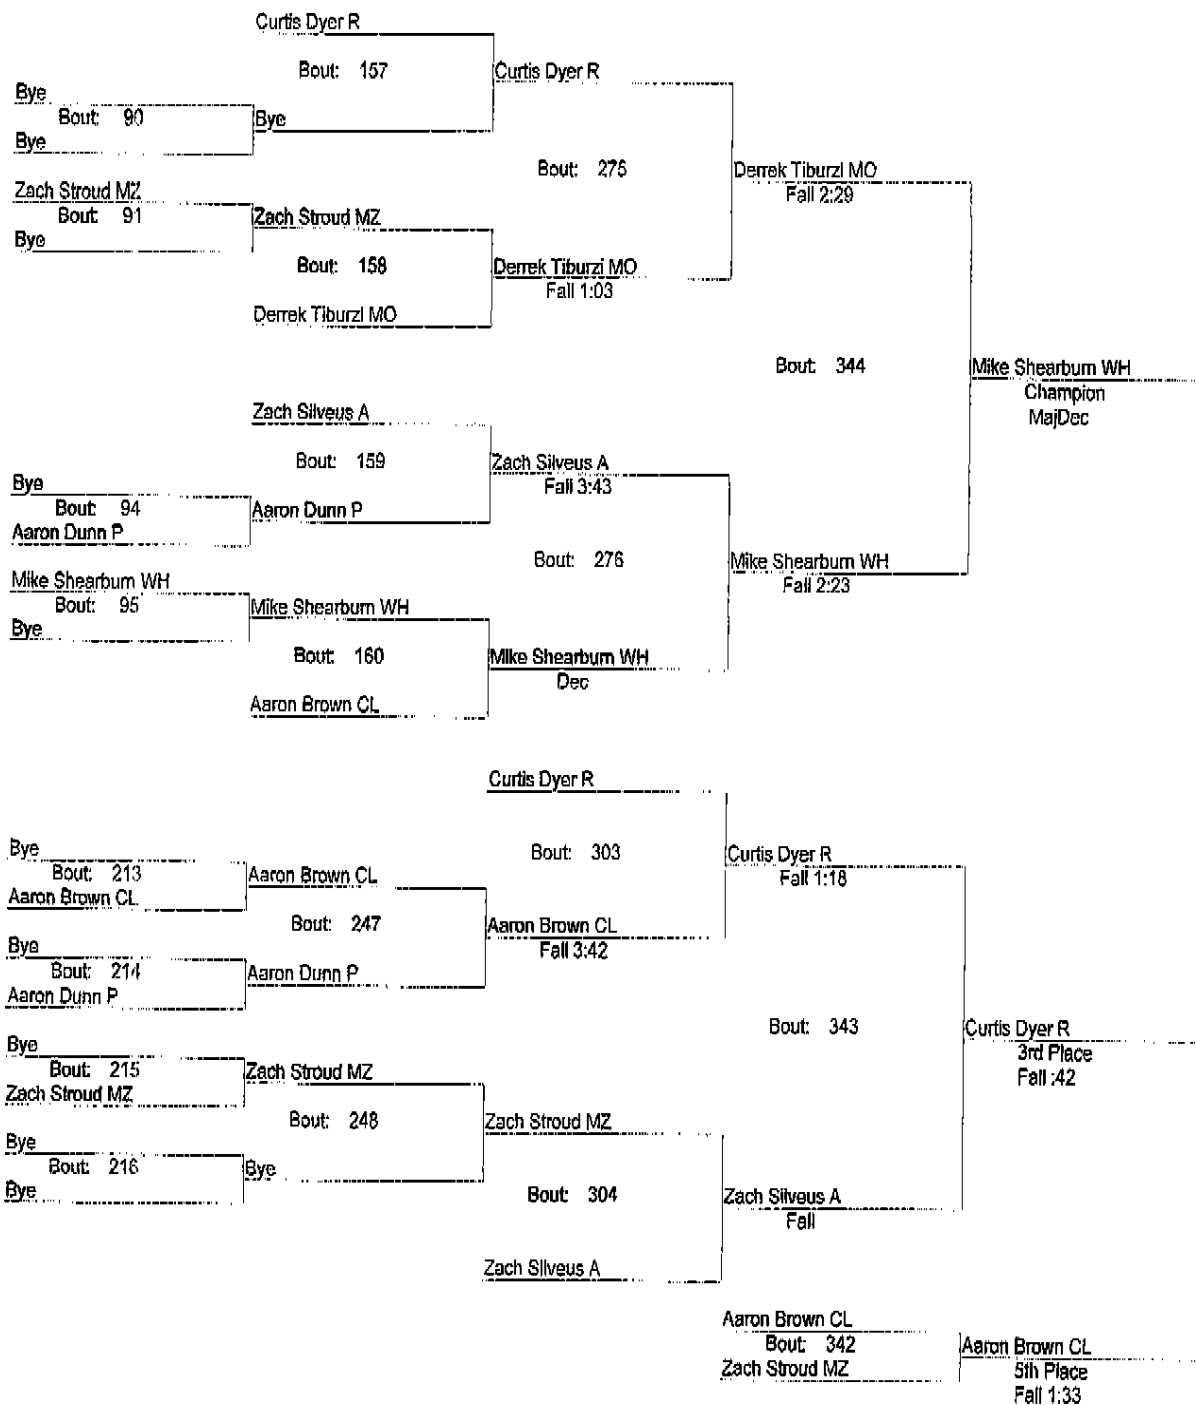 Curtis Dyer R
Bout: 157
Curtis Dyer R
Bye
Bout: 90
Bye
Bye
Bout: 275
Derrek Tiburzi MO
Fall 2:29
Zach Stroud MZ
Bout: 91
Zach Stroud MZ
Bye
Bout: 158
Derrek Tiburzi MO
Fall 1:03
Derrek Tiburzi MO
Bout: 344
Mike Shearburn WH
Champion
MajDec
Zach Silveus A
Bout: 159
Zach Silveus A
Fall 3:43
Bye
Bout: 94
Aaron Dunn P
Aaron Dunn P
Bout: 276
Mike Shearburn WH
Fall 2:23
Mike Shearburn WH
Bout: 95
Mike Shearburn WH
Bye
Bout: 160
Mike Shearburn WH
Dec
Aaron Brown CL
Curtis Dyer R
Bout: 303
Curtis Dyer R
Fall 1:18
Bye
Bout: 213
Aaron Brown CL
Aaron Brown CL
Bout: 247
Aaron Brown CL
Fall 3:42
Bye
Bout: 214
Aaron Dunn P
Aaron Dunn P
Bout: 343
Curtis Dyer R
3rd Place
Fall :42
Bye
Bout: 215
Zach Stroud MZ
Zach Stroud MZ
Bout: 248
Zach Stroud MZ
Bye
Bout: 216
Bye
Bye
Bout: 304
Zach Silveus A
Fall
Zach Silveus A
Aaron Brown CL
Bout: 342
Zach Stroud MZ
Aaron Brown CL
5th Place
Fall 1:33